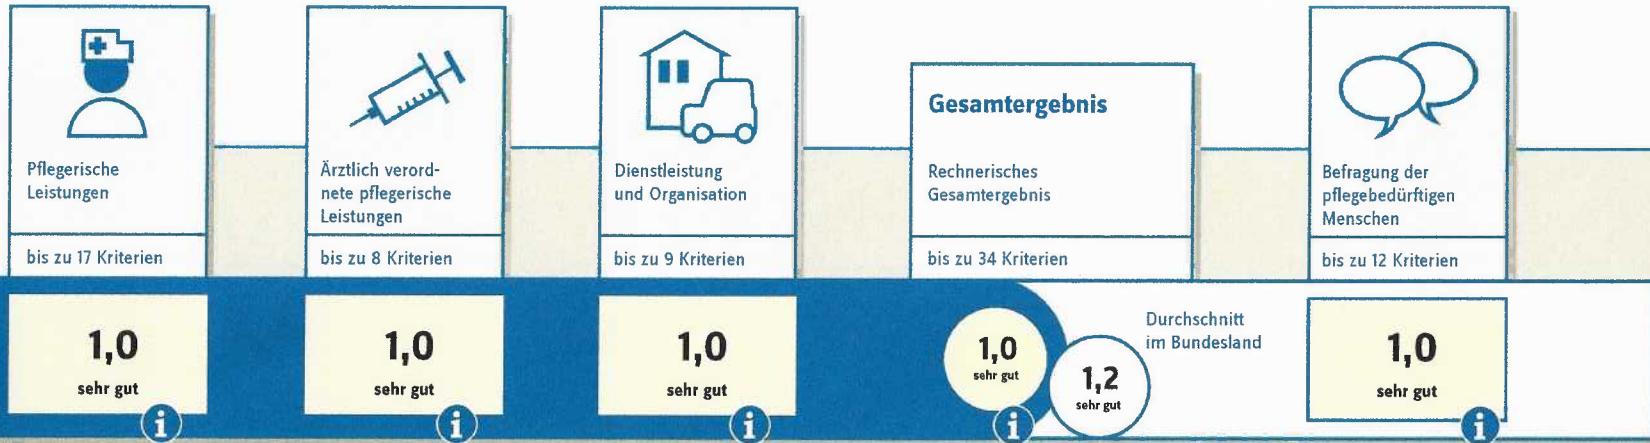 Pflegerische
Leistungen
bis zu 17 Kriterien
1,0
sehr gut
i
Ärztlich verord-
nete pflegerische
Leistungen
bis zu 8 Kriterien
1,0
sehr gut
i
Dienstleistung
und Organisation
bis zu 9 Kriterien
1,0
sehr gut
i
Gesamtergebnis
Rechnerisches
Gesamtergebnis
bis zu 34 Kriterien
1,0
sehr gut
i
1,2
sehr gut
Durchschnitt
im Bundesland
Befragung der
pflegebedürftigen
Menschen
bis zu 12 Kriterien
1,0
sehr gut
i